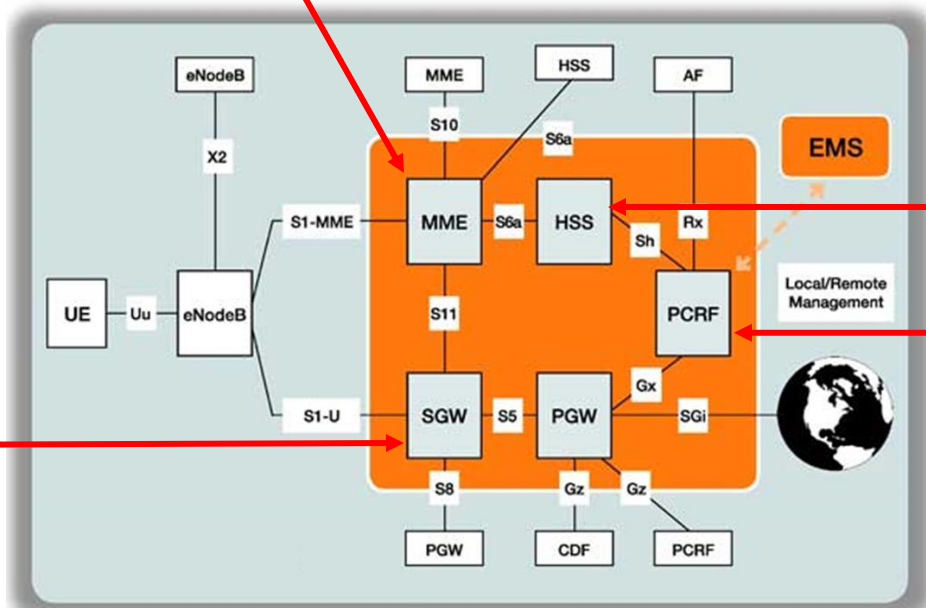 eNodeB
MME
HSS
AF
S10
S6a
EMS
X2
S1-MME
MME
S6a
HSS
Rx
Sh
Local/Remote
Management
UE
Uu
eNodeB
S11
PCRF
Gx
S1-U
SGW
S5
PGW
SGi
S8
Gz
Gz
PGW
CDF
PCRF